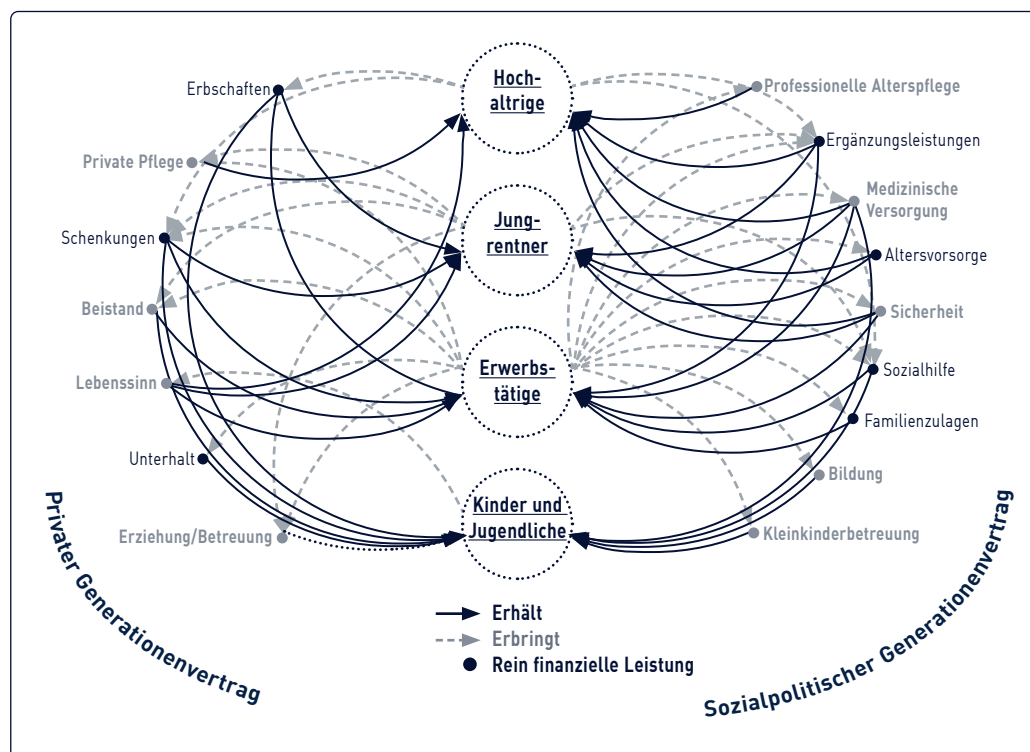 Hoch-
altrige
Jung-
rentner
Erwerbs-
tätige
Kinder und
Jugendliche
Erbschaften
Private Pflege
Schenkungen
Beistand
Lebenssinn
Unterhalt
Erziehung/Betreuung
Professionelle Alterspflege
Ergänzungsleistungen
Medizinische
Versorgung
Altersvorsorge
Sicherheit
Sozialhilfe
Familienzulagen
Bildung
Kleinkinderbetreuung
Privater Generationenvertrag
Sozialpolitischer Generationenvertrag
Erhält
Erbringt
Rein finanzielle Leistung